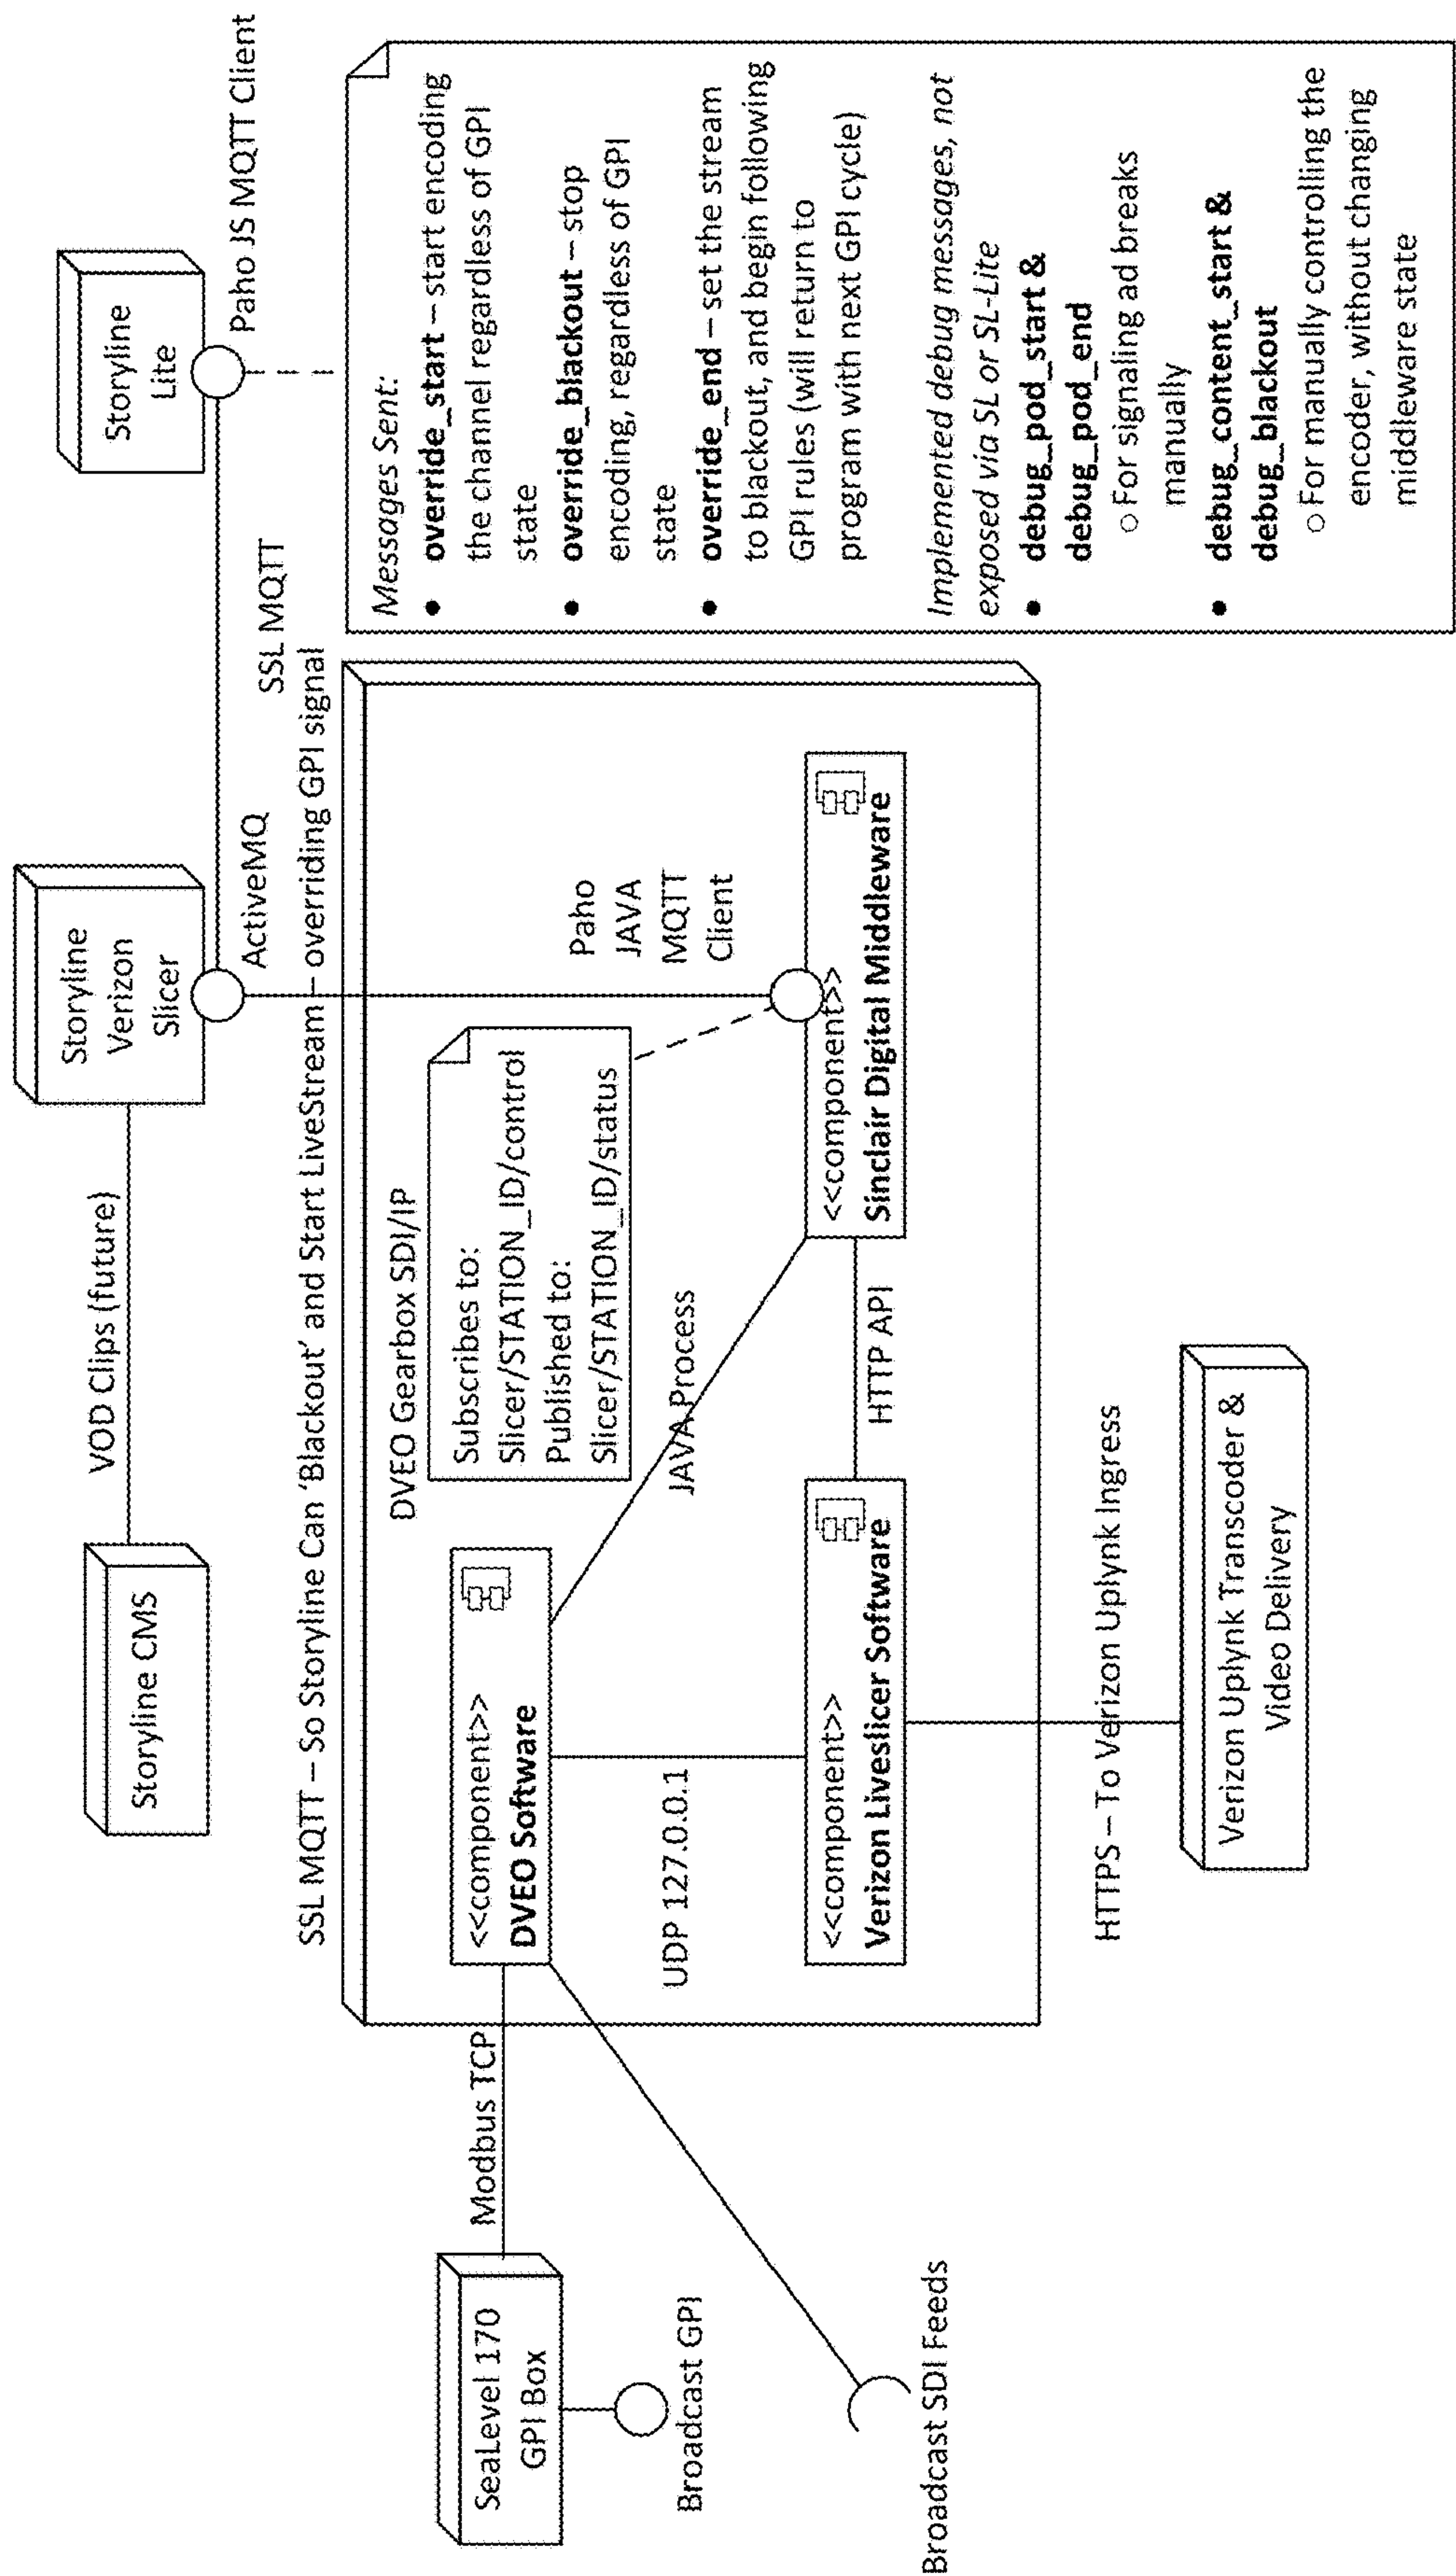 Storyline CMS
VOD Clips (future)
Storyline
Verizon
Slicer
ActiveMQ
SSL MQTT
Storyline
Lite
Paho JS MQTT Client
SSL MQTT – So Storyline Can ‘Blackout’ and Start LiveStream – overriding GPI signal
SeaLevel 170
GPI Box
Modbus TCP
Broadcast GPI
Broadcast SDI Feeds
DVEO Gearbox SDI/IP
<<component>>
DVEO Software
Subscribes to:
Slicer/STATION_ID/control
Published to:
Slicer/STATION_ID/status
Paho
JAVA
MQTT
Client
JAVA Process
UDP 127.0.0.1
<<component>>
Verizon Liveslicer Software
HTTP API
<<component>>
Sinclair Digital Middleware
HTTPS – To Verizon Uplynk Ingress
Verizon Uplynk Transcoder &
Video Delivery
Messages Sent:
• override_start – start encoding
the channel regardless of GPI
state
• override_blackout – stop
encoding, regardless of GPI
state
• override_end – set the stream
to blackout, and begin following
GPI rules (will return to
program with next GPI cycle)
Implemented debug messages, not
exposed via SL or SL-Lite
• debug_pod_start &
debug_pod_end
○ For signaling ad breaks
manually
• debug_content_start &
debug_blackout
○ For manually controlling the
encoder, without changing
middleware state